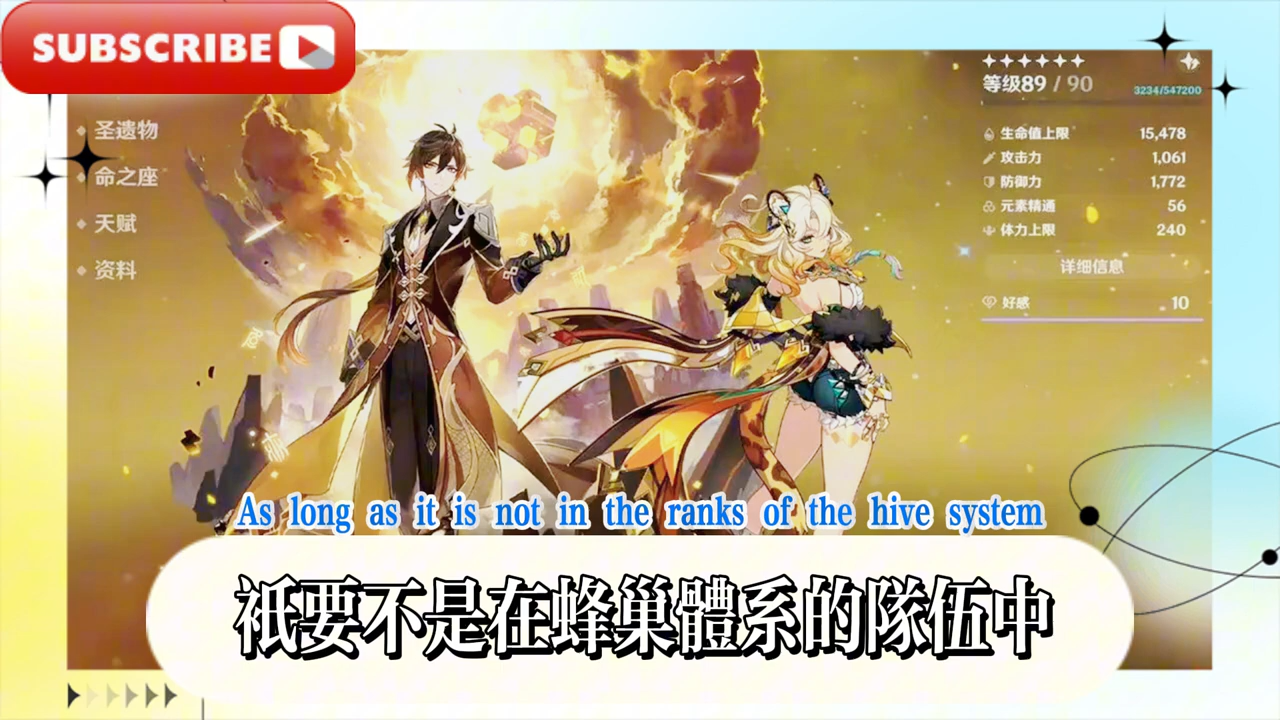 SUBSCRIBE
圣遗物
命之座
天赋
资料
等级89 / 90
3234/547200
生命值上限 15,478
攻击力 1,061
防御力 1,772
元素精通 56
体力上限 240
详细信息
好感 10
As long as it is not in the ranks of the hive system
祇要不是在蜂巢體系的隊伍中